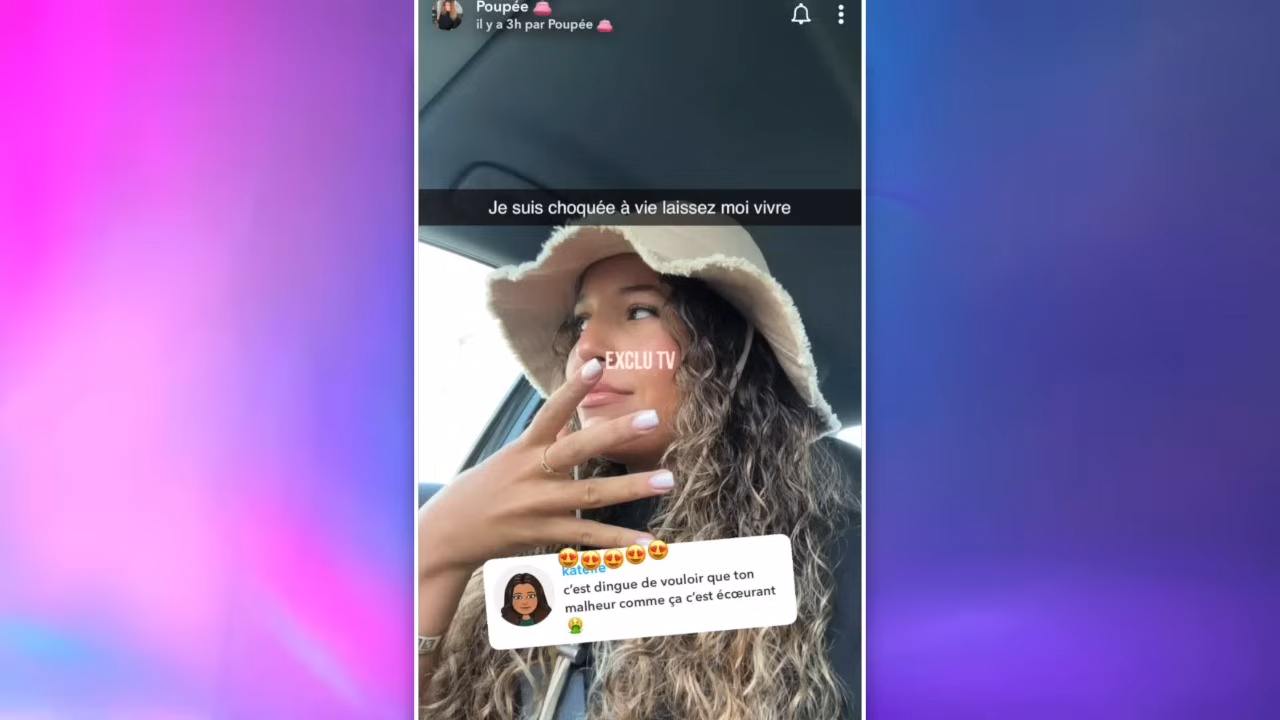 Poupée 👛
il y a 3h par Poupée 👛
Je suis choquée à vie laissez moi vivre
EXCLU TV
c'est dingue de vouloir que ton
malheur comme ça c'est écœurant
🤮